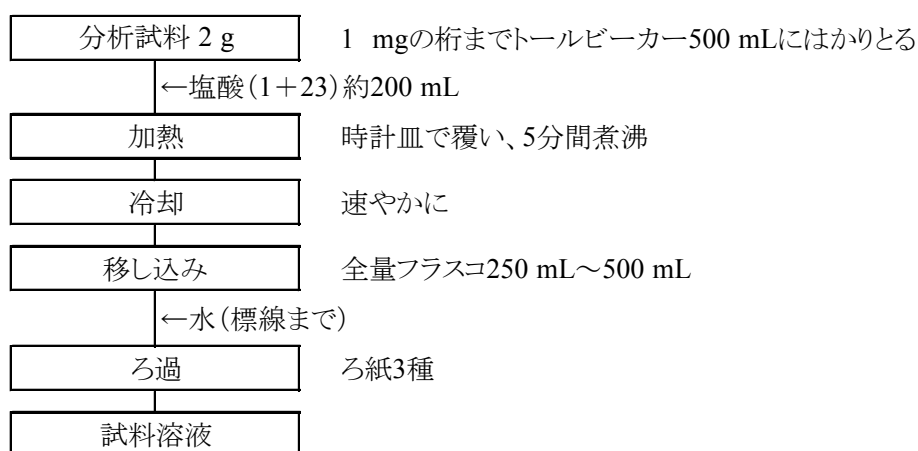 分析試料 2 g 1 mgの桁までトールビーカー500 mLにはかりとる
←塩酸(1+23)約200 mL
加熱 時計皿で覆い、5分間煮沸
冷却 速やかに
移し込み 全量フラスコ250 mL~500 mL
←水(標線まで)
ろ過 ろ紙3種
試料溶液